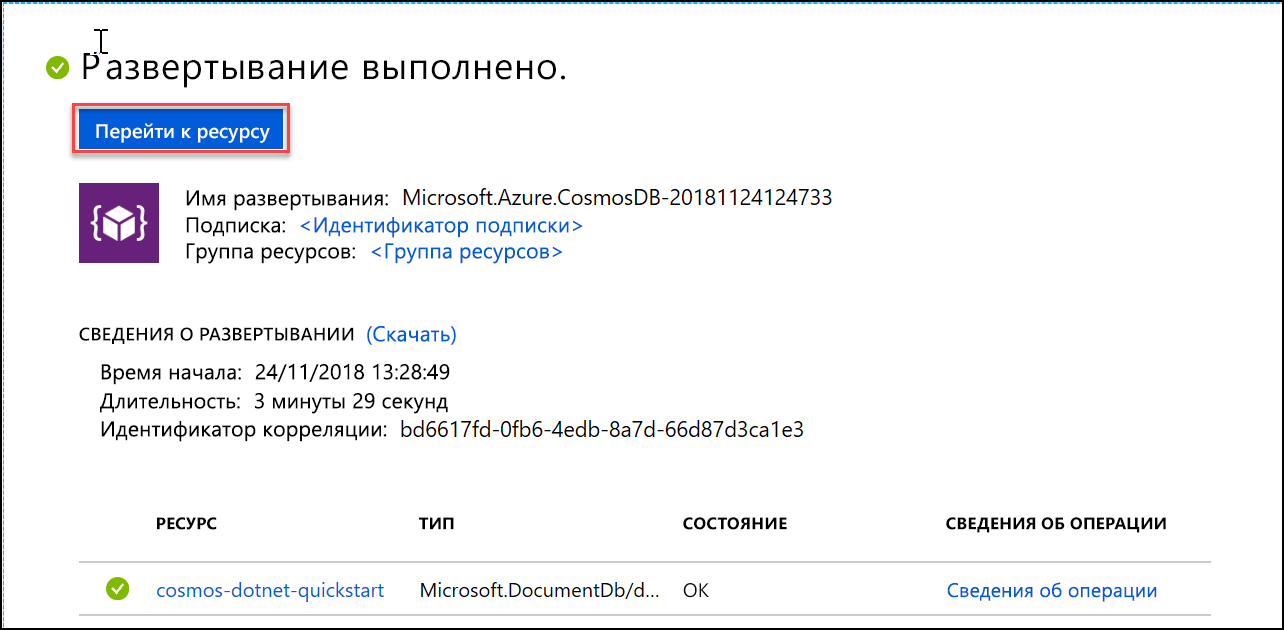 Развертывание выполнено.
Перейти к ресурсу
Имя развертывания: Microsoft.Azure.CosmosDB-20181124124733
Подписка: <Идентификатор подписки>
Группа ресурсов: <Группа ресурсов>
СВЕДЕНИЯ О РАЗВЕРТЫВАНИИ (Скачать)
Время начала: 24/11/2018 13:28:49
Длительность: 3 минуты 29 секунд
Идентификатор корреляции: bd6617fd-0fb6-4edb-8a7d-66d87d3ca1e3
РЕСУРС ТИП СОСТОЯНИЕ СВЕДЕНИЯ ОБ ОПЕРАЦИИ
cosmos-dotnet-quickstart Microsoft.DocumentDb/d... ОК Сведения об операции